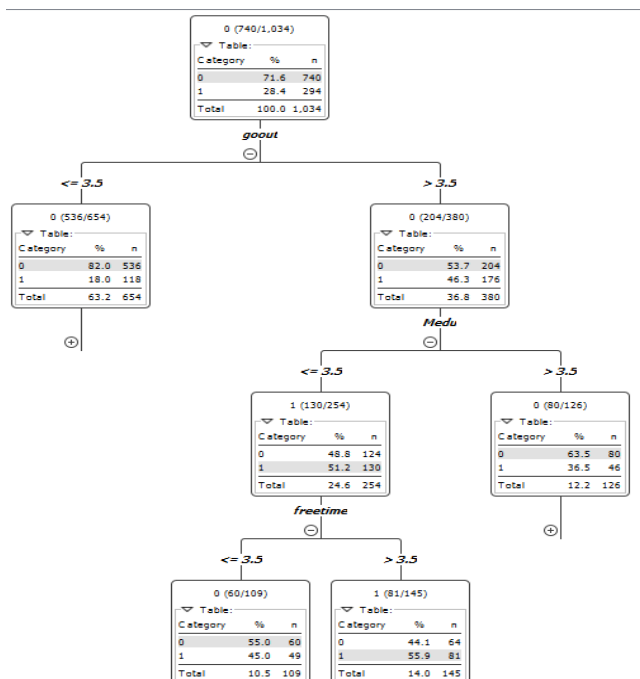 0 (740/1,034)
Table:
Category % n
0 71.6 740
1 28.4 294
Total 100.0 1,034
goout
<= 3.5
> 3.5
0 (536/654)
Table:
Category % n
0 82.0 536
1 18.0 118
Total 63.2 654
0 (204/380)
Table:
Category % n
0 53.7 204
1 46.3 176
Total 36.8 380
Medu
<= 3.5
> 3.5
1 (130/254)
Table:
Category % n
0 48.8 124
1 51.2 130
Total 24.6 254
0 (80/126)
Table:
Category % n
0 63.5 80
1 36.5 46
Total 12.2 126
freetime
<= 3.5
> 3.5
0 (60/109)
Table:
Category % n
0 55.0 60
1 45.0 49
Total 10.5 109
1 (81/145)
Table:
Category % n
0 44.1 64
1 55.9 81
Total 14.0 145